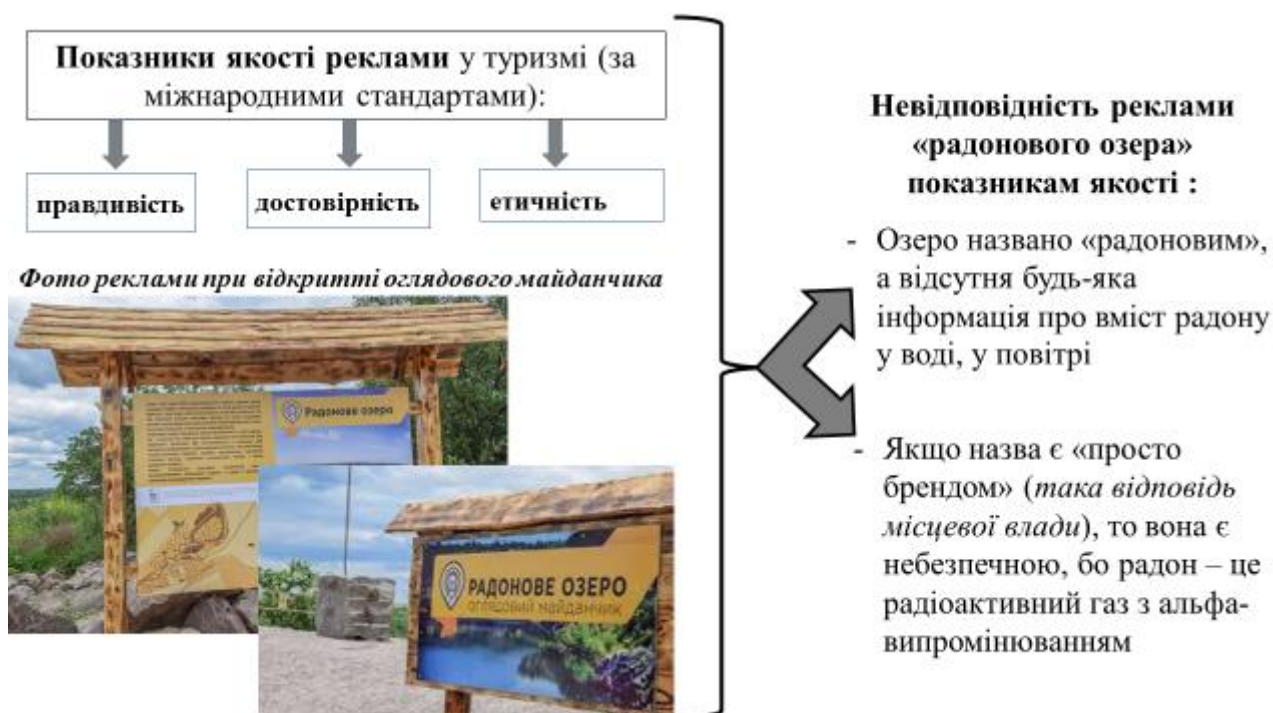 Показники якості реклами у туризмі (за
міжнародними стандартами):
правдивість
достовірність
етичність
Фото реклами при відкритті оглядового майданчика
Радонове озеро
РАДОНОВЕ ОЗЕРО
оглядовий майданчик
Невідповідність реклами
«радонового озера»
показникам якості :
- Озеро названо «радоновим»,
а відсутня будь-яка
інформація про вміст радону
у воді, у повітрі
- Якщо назва є «просто
брендом» (така відповідь
місцевої влади), то вона є
небезпечною, бо радон – це
радіоактивний газ з альфа-
випромінюванням